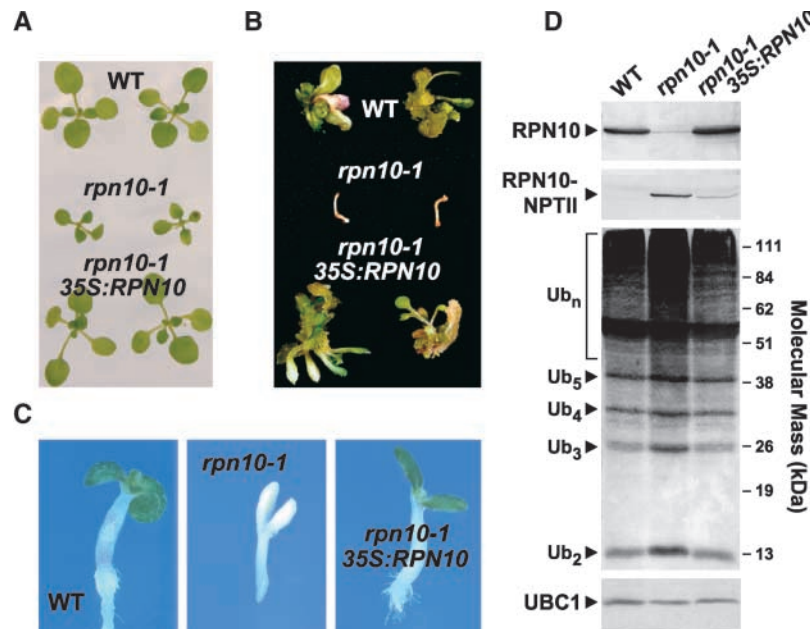 A
WT
rpn10-1
rpn10-1
35S:RPN10
B
WT
rpn10-1
rpn10-1
35S:RPN10
C
WT
rpn10-1
rpn10-1
35S:RPN10
D
WT
rpn10-1
rpn10-1
35S:RPN10
RPN10
RPN10-
NPTII
Ubn
Ub5
Ub4
Ub3
Ub2
UBC1
111
84
62
51
38
26
19
13
Molecular Mass (kDa)